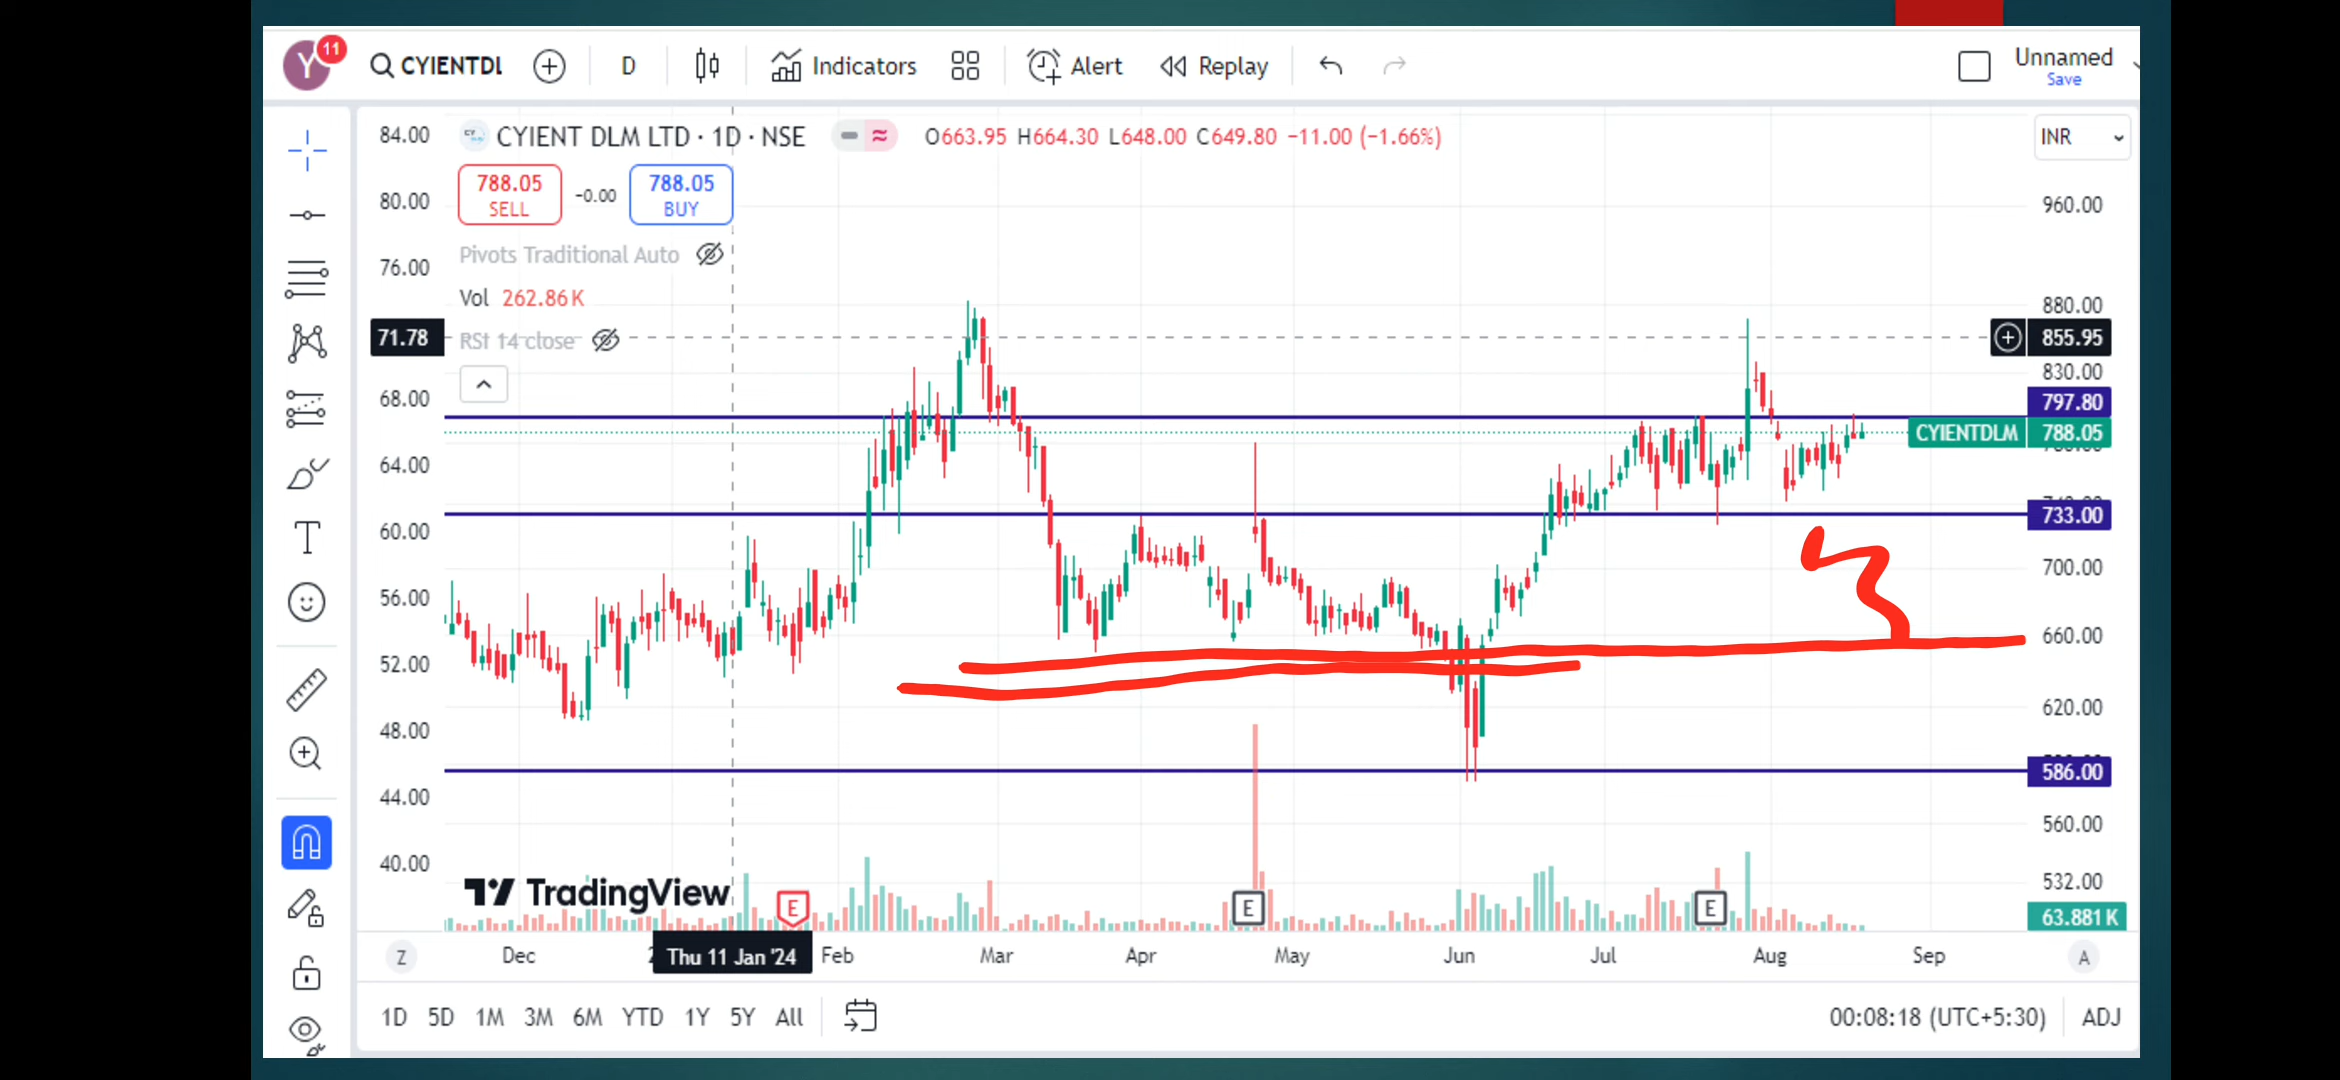 Y 11 CYIENTDL D Indicators Alert Replay Unnamed
Save
CYIENT DLM LTD · 1D · NSE O663.95 H664.30 L648.00 C649.80 −11.00 (−1.66%)
INR
788.05 SELL −0.00 788.05 BUY
Pivots Traditional Auto
Vol 262.86 K
RSI 14 close
84.00
80.00
76.00
71.78
68.00
64.00
60.00
56.00
52.00
48.00
44.00
40.00
960.00
880.00
855.95
830.00
797.80
CYIENTDLM 788.05
733.00
700.00
660.00
620.00
586.00
560.00
532.00
63.881 K
TradingView
E E E
Z Dec Thu 11 Jan '24 Feb Mar Apr May Jun Jul Aug Sep A
1D 5D 1M 3M 6M YTD 1Y 5Y All 00:08:18 (UTC+5:30) ADJ